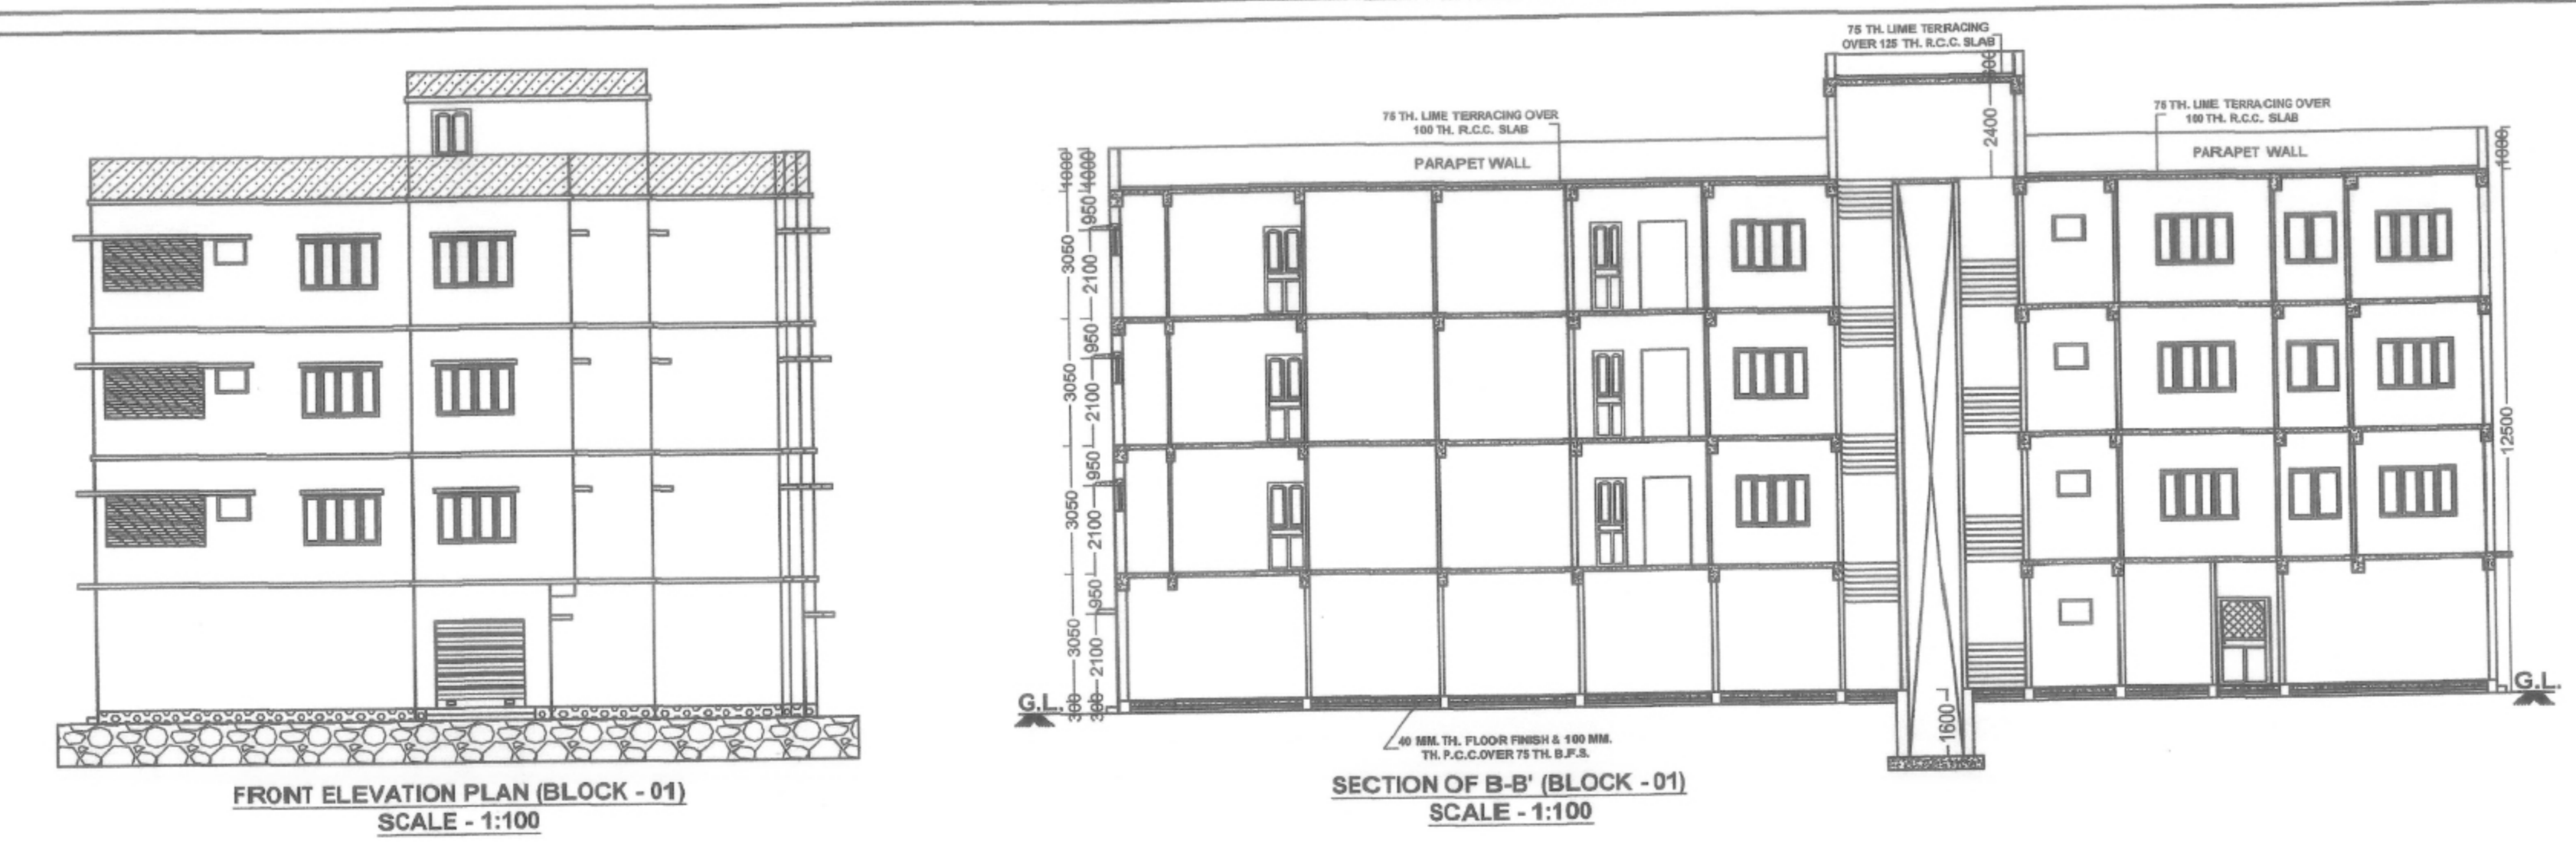 75 TH. LIME TERRACING
OVER 125 TH. R.C.C. SLAB
2400
75 TH. LIME TERRACING OVER
100 TH. R.C.C. SLAB
75 TH. LIME TERRACING OVER
100 TH. R.C.C. SLAB
PARAPET WALL
PARAPET WALL
1000
1000
1000
950
3050
2100
950
3050
2100
950
3050
2100
950
3050
2100
300
300
12500
G.L.
G.L.
1600
40 MM. TH. FLOOR FINISH & 100 MM.
TH. P.C.C.OVER 75 TH. B.F.S.
FRONT ELEVATION PLAN (BLOCK - 01)
SCALE - 1:100
SECTION OF B-B' (BLOCK - 01)
SCALE - 1:100